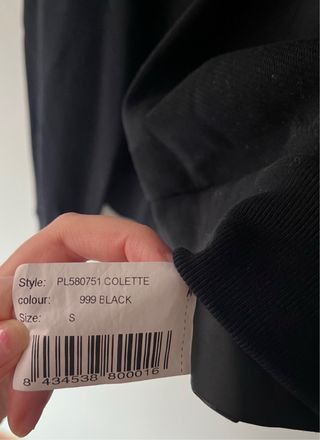 Style: PL580751 COLETTE
colour: 999 BLACK
Size: S
8 434538 800016